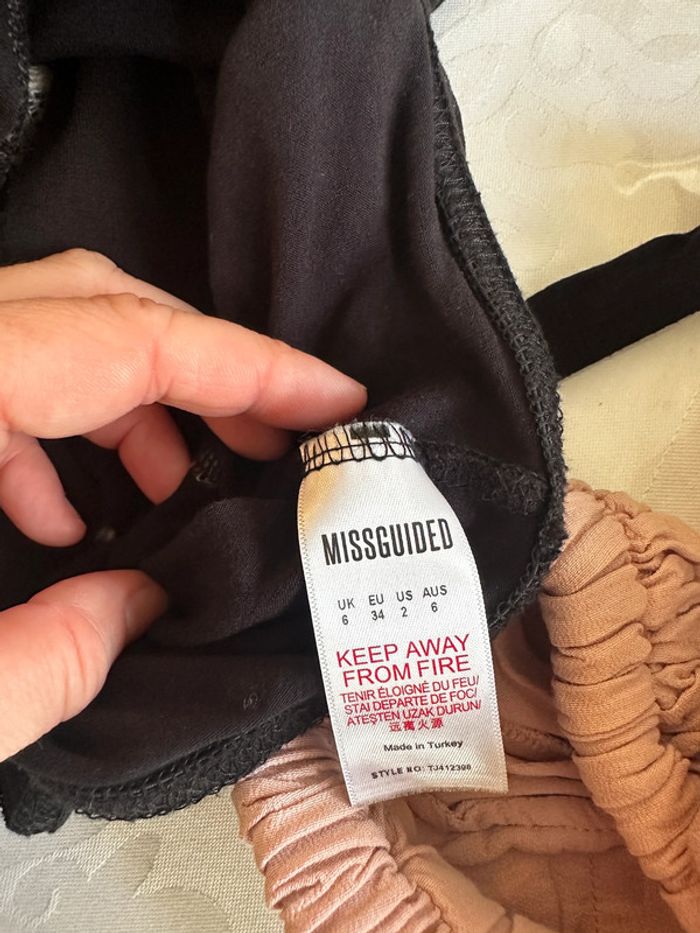 MISSGUIDED
UK EU US AUS
6 34 2 6
KEEP AWAY
FROM FIRE
TENIR ÉLOIGNÉ DU FEU/
STAI DEPARTE DE FOC/
ATEŞTEN UZAK DURUN/
远离火源
Made in Turkey
STYLE NO: TJ412398